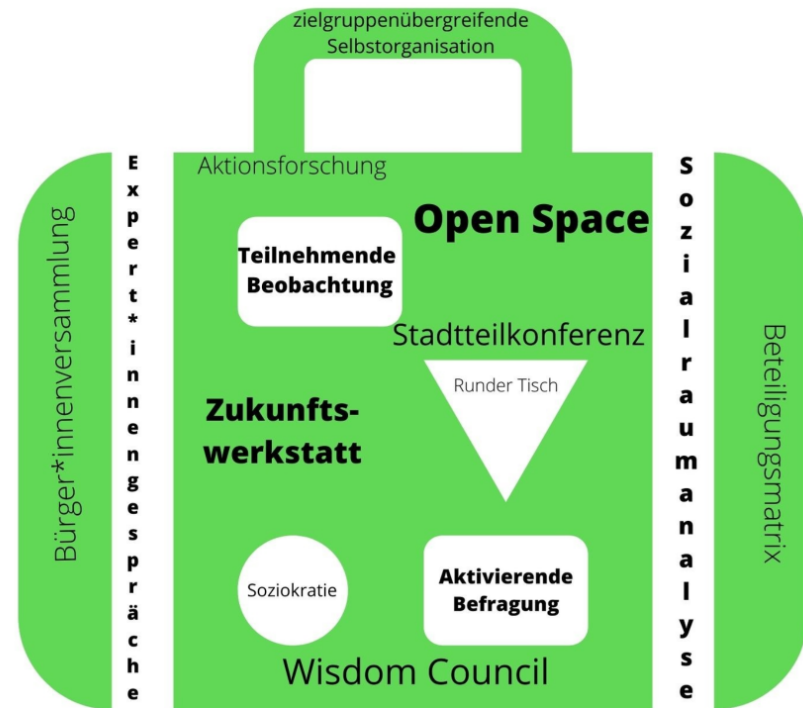 zielgruppenübergreifende
Selbstorganisation
Bürger*innenversammlung
Expert*innengespräche
Aktionsforschung
Open Space
Teilnehmende
Beobachtung
Stadtteilkonferenz
Runder Tisch
Zukunfts-
werkstatt
Soziokratie
Aktivierende
Befragung
Wisdom Council
Sozialraumanalyse
Beteiligungsmatrix